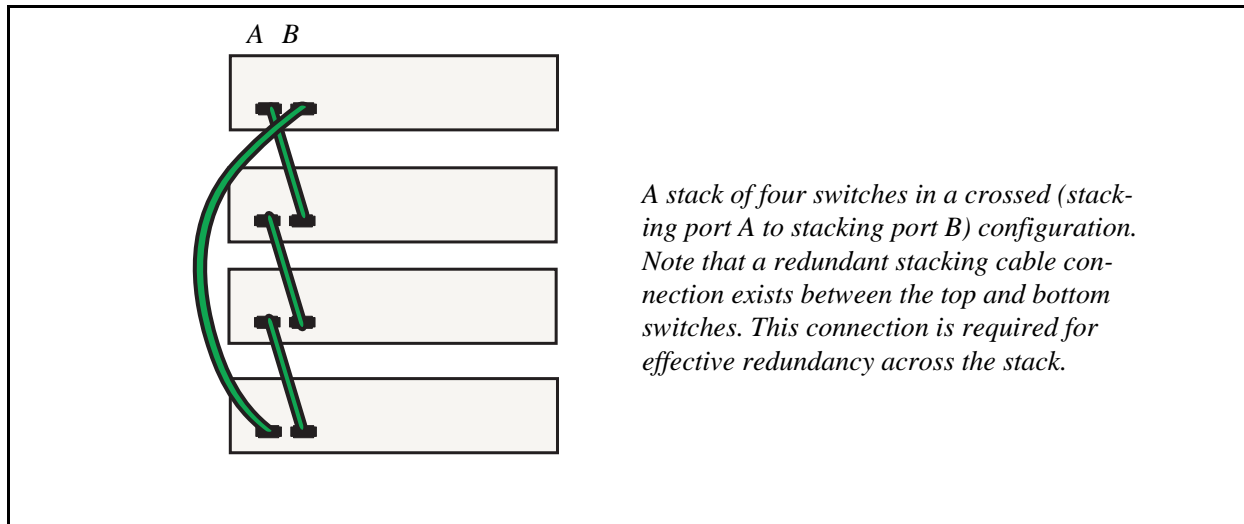 A B
A stack of four switches in a crossed (stack-
ing port A to stacking port B) configuration.
Note that a redundant stacking cable con-
nection exists between the top and bottom
switches. This connection is required for
effective redundancy across the stack.